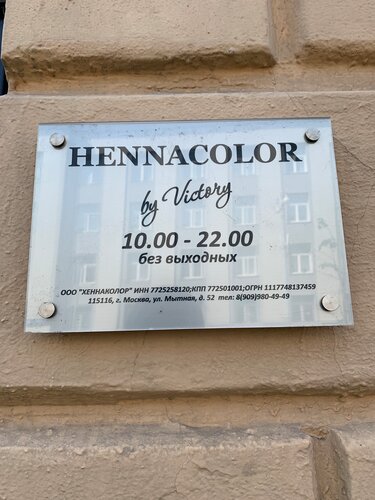 HENNACOLOR
by Victory
10.00 - 22.00
без выходных
ООО "ХЕННАКОЛОР" ИНН 7725258120;КПП 772501001;ОГРН 1117748137459
115116, г. Москва, ул. Мытная, д. 52 тел: 8(909)980-49-49